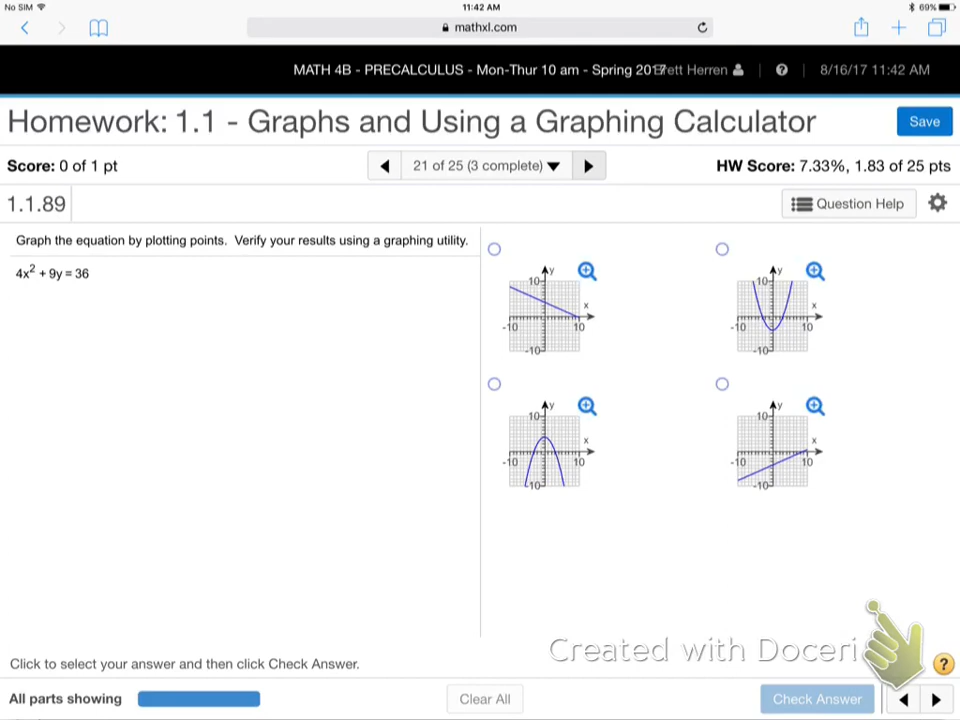 No SIM 11:42 AM 69%
mathxl.com
MATH 4B - PRECALCULUS - Mon-Thur 10 am - Spring 2017 Brett Herren ? 8/16/17 11:42 AM
Homework: 1.1 - Graphs and Using a Graphing Calculator Save
Score: 0 of 1 pt 21 of 25 (3 complete) HW Score: 7.33%, 1.83 of 25 pts
1.1.89 Question Help
Graph the equation by plotting points. Verify your results using a graphing utility.
4x² + 9y = 36
y
10
x
-10 10
-10
y
10
x
-10 10
-10
y
10
x
-10 10
-10
y
10
x
-10 10
-10
Created with Doceri
Click to select your answer and then click Check Answer. ?
All parts showing Clear All Check Answer